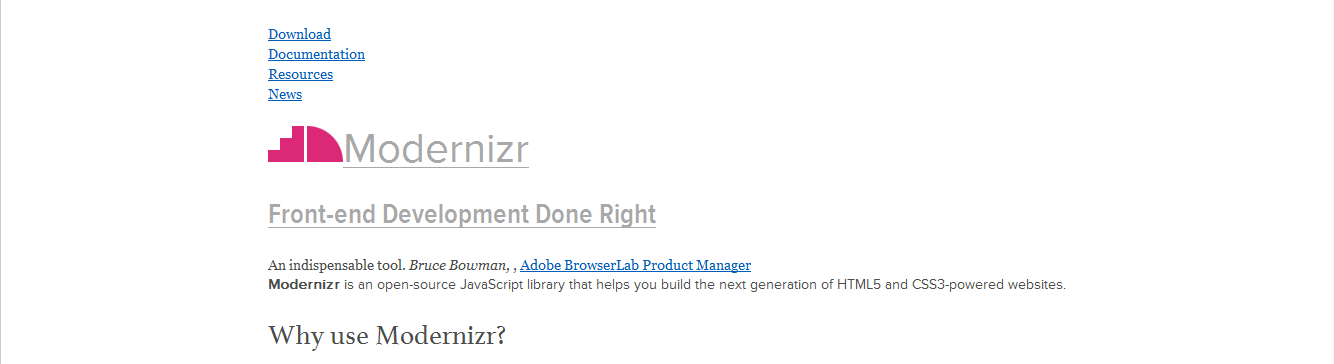 Download
Documentation
Resources
News
Modernizr
Front-end Development Done Right
An indispensable tool. Bruce Bowman, , Adobe BrowserLab Product Manager
Modernizr is an open-source JavaScript library that helps you build the next generation of HTML5 and CSS3-powered websites.
Why use Modernizr?